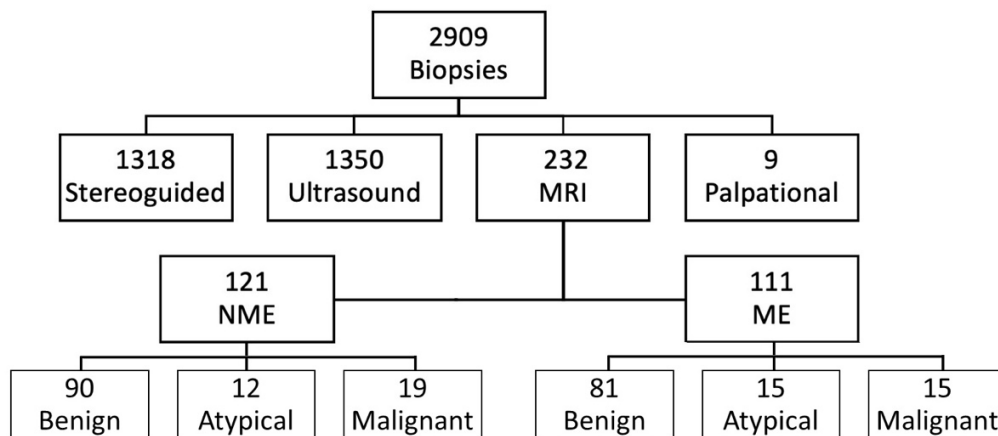 2909
Biopsies
1318
Stereoguided
1350
Ultrasound
232
MRI
9
Palpational
121
NME
111
ME
90
Benign
12
Atypical
19
Malignant
81
Benign
15
Atypical
15
Malignant